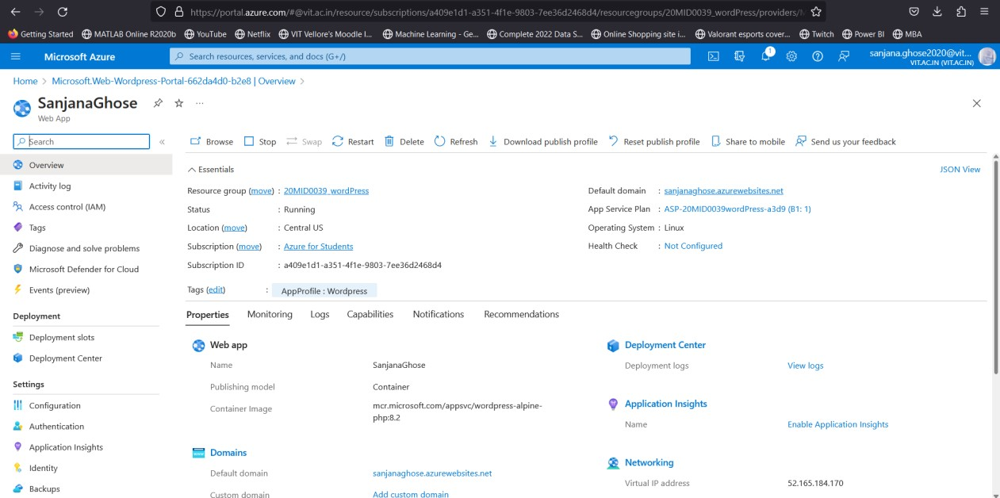 https://portal.azure.com/#@vit.ac.in/resource/subscriptions/a409e1d1-a351-4f1e-9803-7ee36d2468d4/resourcegroups/20MID0039_wordPress/providers/
Getting Started MATLAB Online R2020b YouTube Netflix VIT Vellore's Moodle l... Machine Learning - Ge... Complete 2022 Data S... Online Shopping site i... Valorant esports cover... Twitch Power BI MBA
Microsoft Azure Search resources, services, and docs (G+/) 1 sanjana.ghose2020@vit...
VIT.AC.IN (VIT.AC.IN)
Home > Microsoft.Web-Wordpress-Portal-662da4d0-b2e8 | Overview >
SanjanaGhose ...
Web App
Search «
Browse Stop Swap Restart Delete Refresh Download publish profile Reset publish profile Share to mobile Send us your feedback
Overview
Activity log
Access control (IAM)
Tags
Diagnose and solve problems
Microsoft Defender for Cloud
Events (preview)
Deployment
Deployment slots
Deployment Center
Settings
Configuration
Authentication
Application Insights
Identity
Backups
Essentials JSON View
Resource group (move) : 20MID0039_wordPress
Status : Running
Location (move) : Central US
Subscription (move) : Azure for Students
Subscription ID : a409e1d1-a351-4f1e-9803-7ee36d2468d4
Default domain : sanjanaghose.azurewebsites.net
App Service Plan : ASP-20MID0039wordPress-a3d9 (B1: 1)
Operating System : Linux
Health Check : Not Configured
Tags (edit) : AppProfile : Wordpress
Properties Monitoring Logs Capabilities Notifications Recommendations
Web app
Name SanjanaGhose
Publishing model Container
Container Image mcr.microsoft.com/appsvc/wordpress-alpine-
php:8.2
Domains
Default domain sanjanaghose.azurewebsites.net
Custom domain Add custom domain
Deployment Center
Deployment logs View logs
Application Insights
Name Enable Application Insights
Networking
Virtual IP address 52.165.184.170